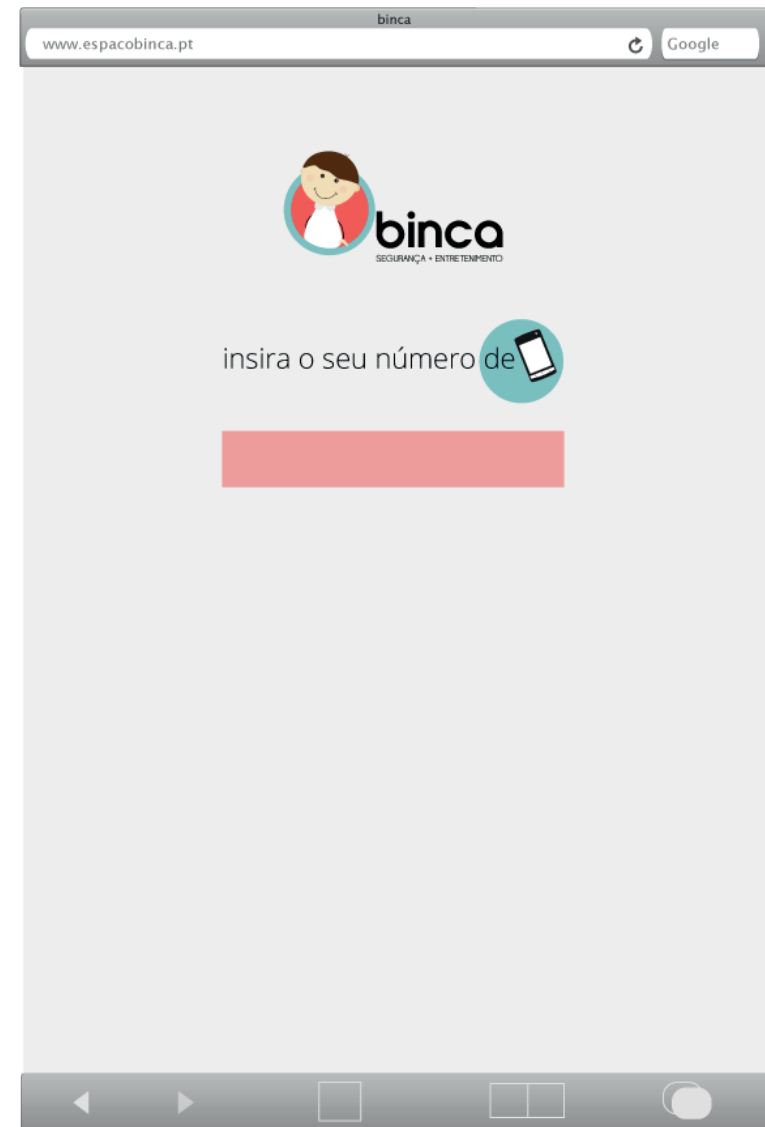 binca
www.espacobinca.pt Google
binca
SEGURANÇA + ENTRETENIMENTO
insira o seu número de